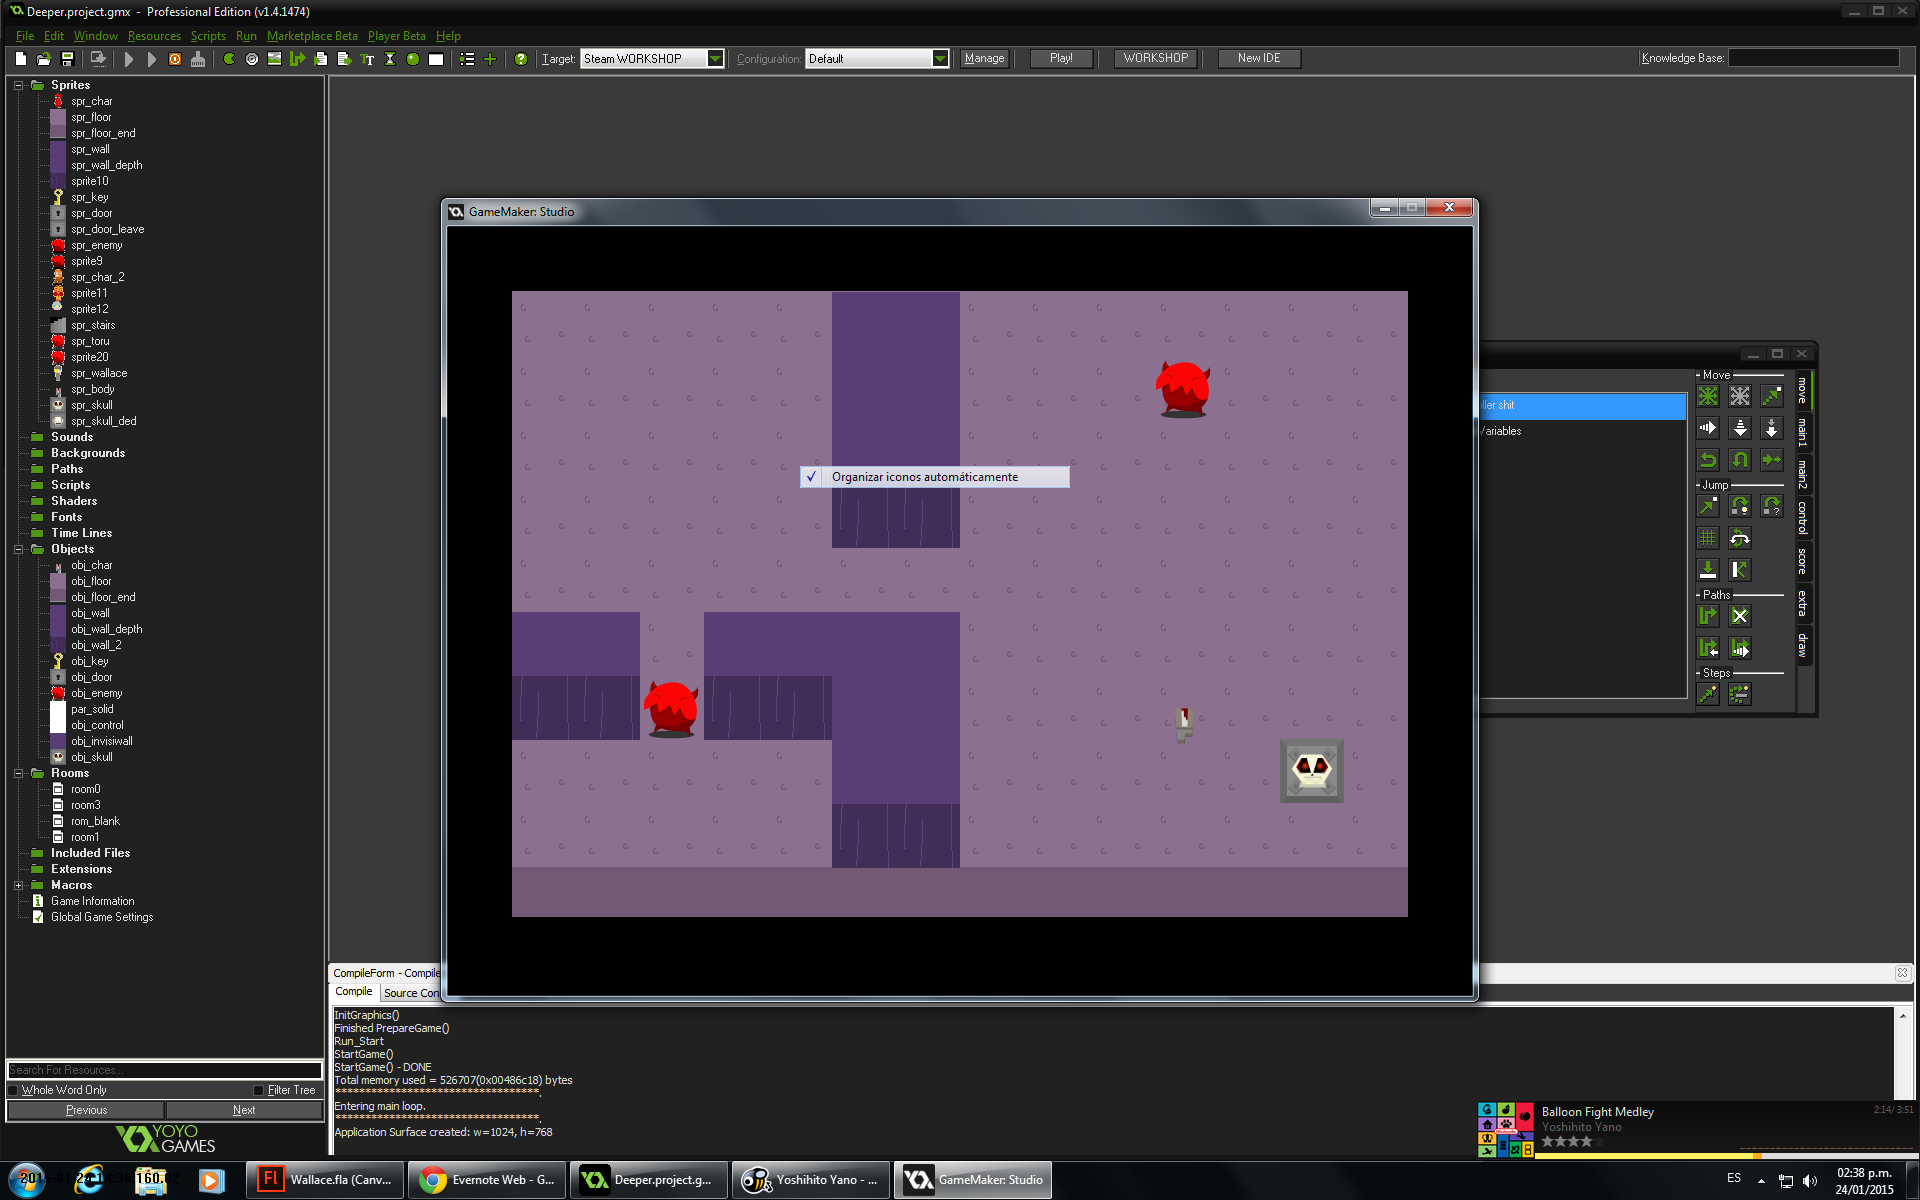 Deeper.project.gmx - Professional Edition (v1.4.1474)
File Edit Window Resources Scripts Run Marketplace Beta Player Beta Help
Target: Steam WORKSHOP Configuration: Default Manage Play! WORKSHOP New IDE Knowledge Base:
Sprites
spr_char
spr_floor
spr_floor_end
spr_wall
spr_wall_depth
sprite10
spr_key
spr_door
spr_door_leave
spr_enemy
sprite9
spr_char_2
sprite11
sprite12
spr_stairs
spr_toru
sprite20
spr_wallace
spr_body
spr_skull
spr_skull_ded
Sounds
Backgrounds
Paths
Scripts
Shaders
Fonts
Time Lines
Objects
obj_char
obj_floor
obj_floor_end
obj_wall
obj_wall_depth
obj_wall_2
obj_key
obj_door
obj_enemy
par_solid
obj_control
obj_invisiwall
obj_skull
Rooms
room0
room3
rom_blank
room1
Included Files
Extensions
Macros
Game Information
Global Game Settings
Search For Resources...
Whole Word Only Filter Tree
Previous Next
YOYO
GAMES
GameMaker: Studio
Organizar iconos automáticamente
ller shit
Variables
Move
Jump
Paths
Steps
move
main1
main2
control
score
extra
draw
CompileForm - Compile
Compile Source Con
InitGraphics()
Finished PrepareGame()
Run_Start
StartGame()
StartGame() - DONE
Total memory used = 526707(0x00486c18) bytes
***********************************.
Entering main loop.
***********************************.
Application Surface created: w=1024, h=768
Balloon Fight Medley
2:14/ 3:51
Yoshihito Yano
Wallace.fla (Canv...
Evernote Web - G...
Deeper.project.g...
Yoshihito Yano - ...
GameMaker: Studio
ES
02:38 p.m.
24/01/2015